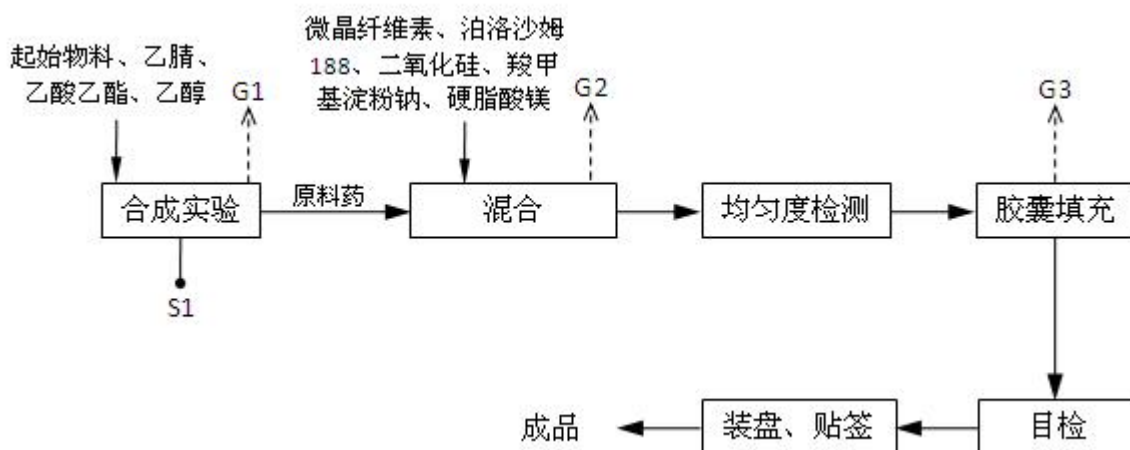 起始物料、乙腈、
乙酸乙酯、乙醇
G1
微晶纤维素、泊洛沙姆
188、二氧化硅、羧甲
基淀粉钠、硬脂酸镁
G2
G3
合成实验
原料药
混合
均匀度检测
胶囊填充
S1
成品
装盘、贴签
目检